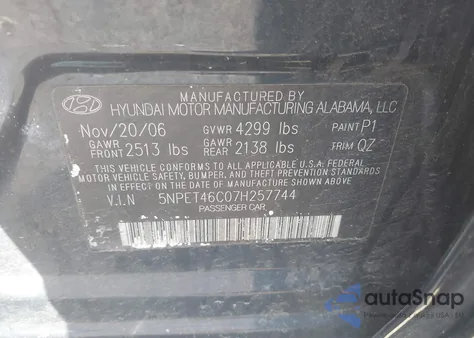 MANUFACTURED BY
HYUNDAI MOTOR MANUFACTURING ALABAMA, LLC
Nov/20/06 GVWR 4299 lbs PAINT P1
GAWR FRONT 2513 lbs GAWR REAR 2138 lbs TRIM QZ
THIS VEHICLE CONFORMS TO ALL APPLICABLE U.S.A FEDERAL
MOTOR VEHICLE SAFETY, BUMPER, AND THEFT PREVENTION STANDARDS
IN EFFECT ON THE DATE OF MANUFACTURE SHOWN ABOVE.
V.I.N 5NPET46C07H257744
PASSENGER CAR
autoSnap